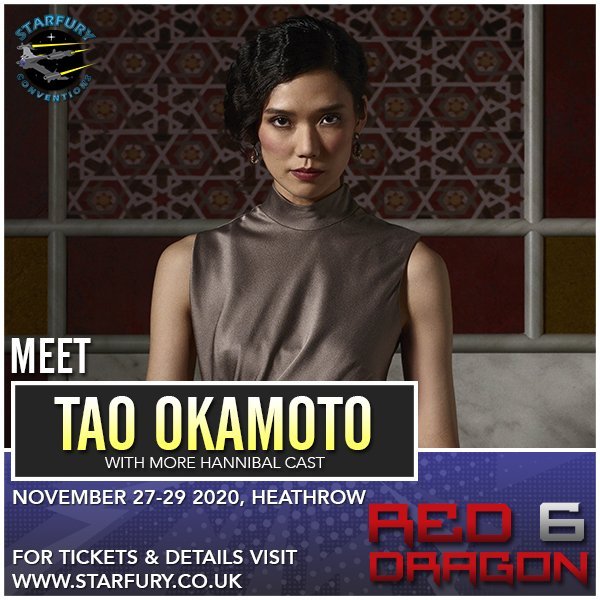 STARFURY
CONVENTIONS
MEET
TAO OKAMOTO
WITH MORE HANNIBAL CAST
NOVEMBER 27-29 2020, HEATHROW
RED 6
DRAGON
FOR TICKETS & DETAILS VISIT
WWW.STARFURY.CO.UK